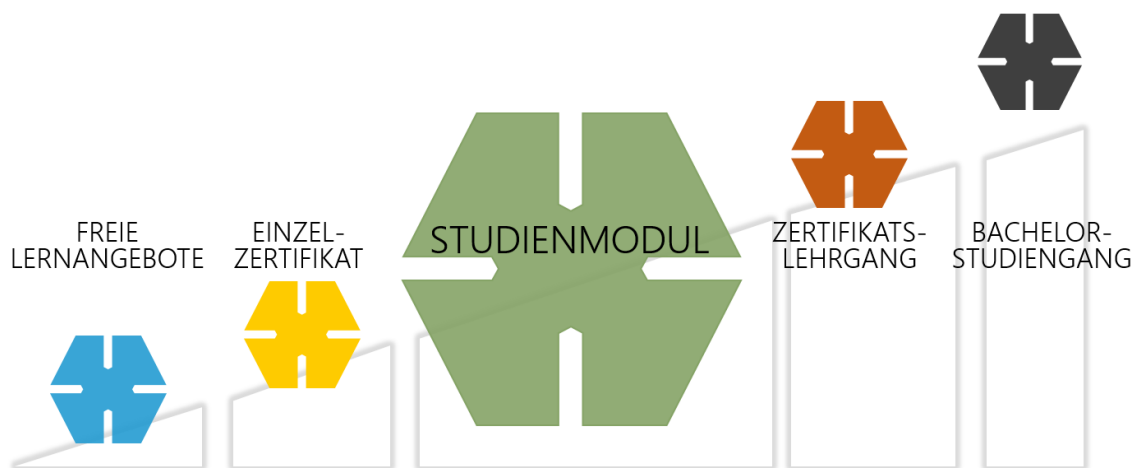 FREIE
LERNANGEBOTE
EINZEL-
ZERTIFIKAT
STUDIENMODUL
ZERTIFIKATS-
LEHRGANG
BACHELOR-
STUDIENGANG